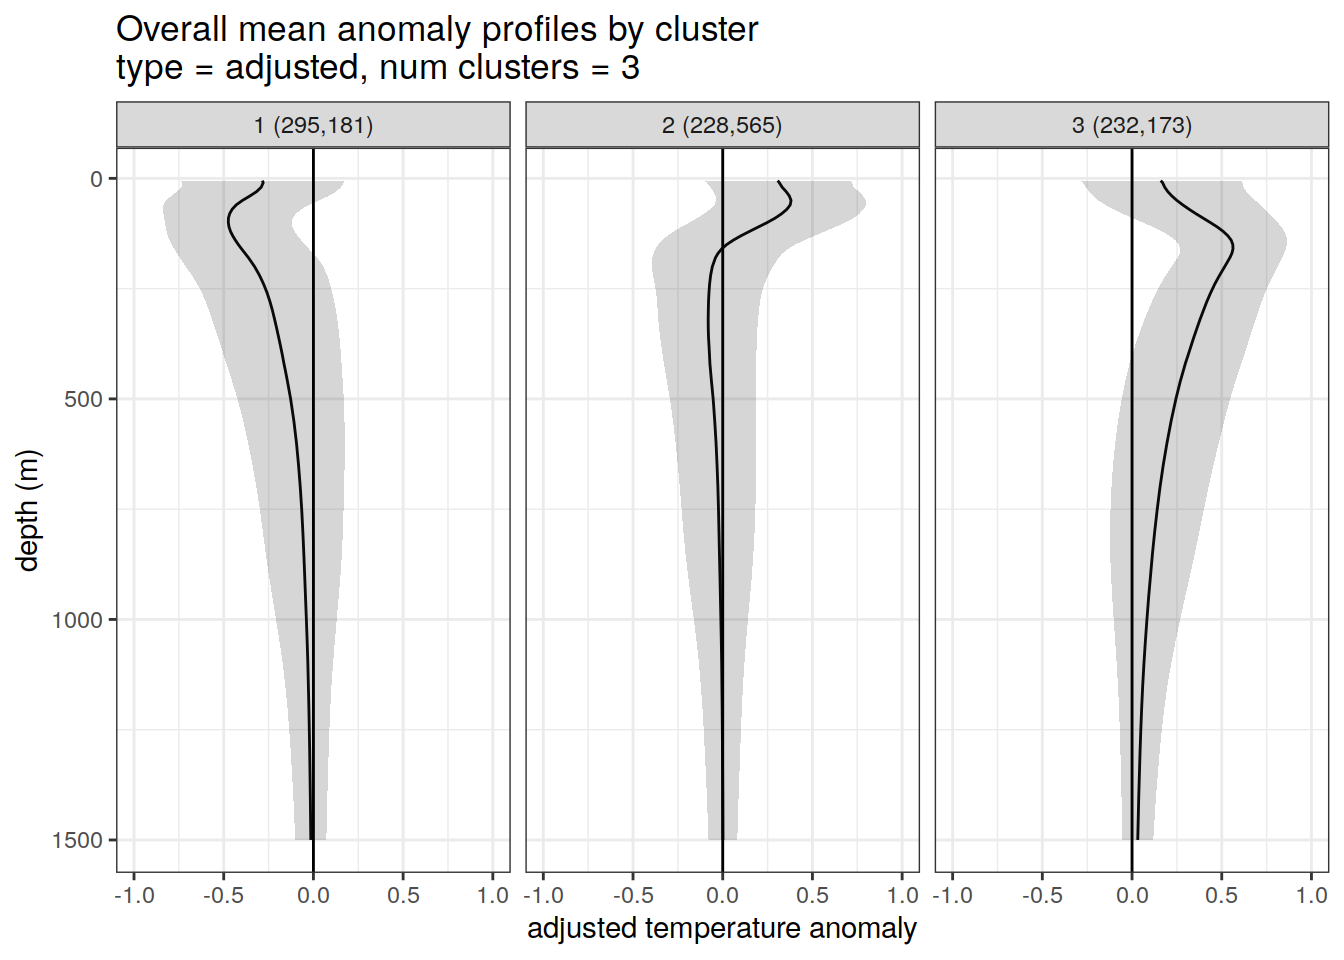 Overall mean anomaly profiles by cluster
type = adjusted, num clusters = 3
1 (295,181)
2 (228,565)
3 (232,173)
0
500
1000
1500
depth (m)
-1.0 -0.5 0.0 0.5 1.0
-1.0 -0.5 0.0 0.5 1.0
-1.0 -0.5 0.0 0.5 1.0
adjusted temperature anomaly